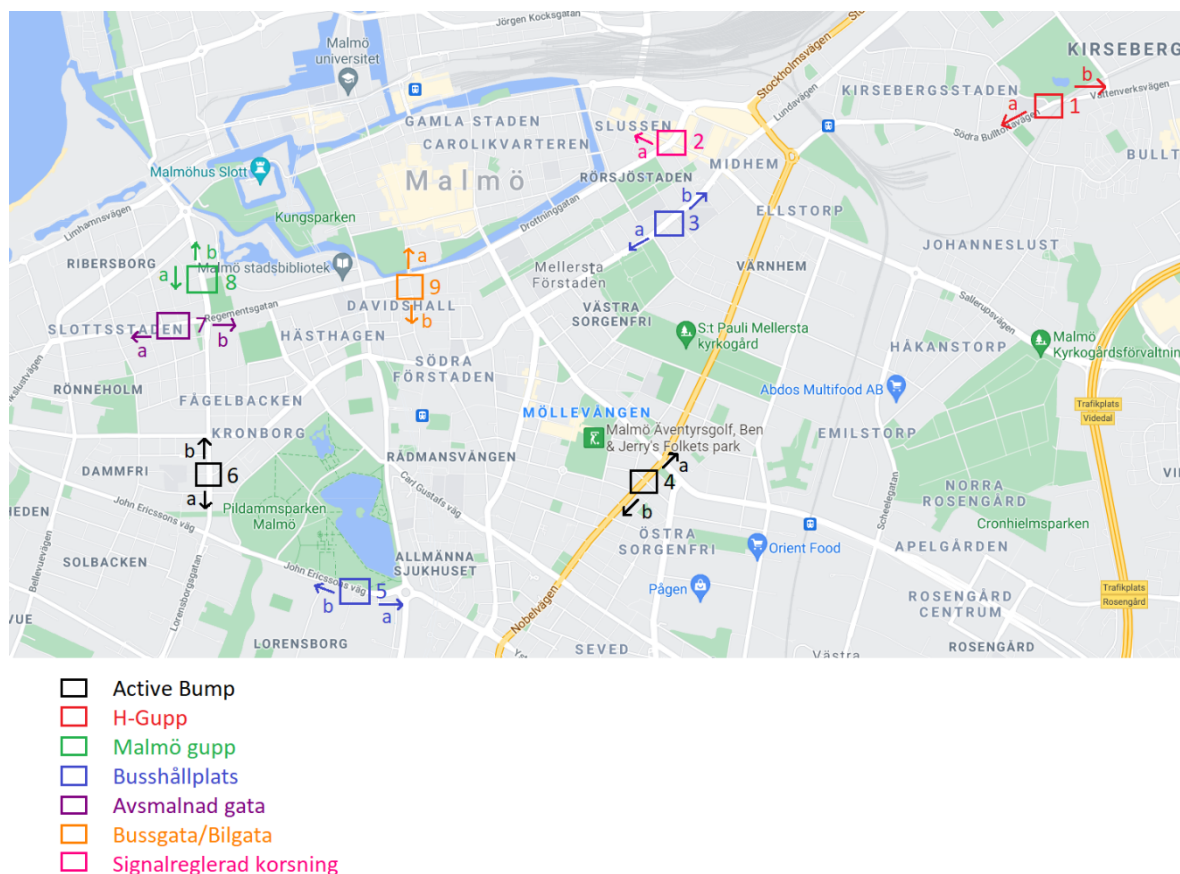 Jörgen Kocksgatan
Stockholmsvägen
KIRSEBERG
Malmö
universitet
b
Vattenverksvägen
KIRSEBERGSSTADEN
a
1
Lundavägen
GAMLA STADEN
SLUSSEN
Södra Bulltoftavägen
CAROLIKVARTEREN
a
2
MIDHEM
BULLT
Malmöhus Slott
Malmö
RÖRSJÖSTADEN
b
3
a
ELLSTORP
Kungsparken
Drottninggatan
Limhamnsvägen
JOHANNESLUST
RIBERSBORG
b
a
8
Malmö stadsbibliotek
a
9
b
Mellersta
Förstaden
VÄRNHEM
DAVIDSHALL
Regementsgatan
Sallerupsvägen
VÄSTRA
SORGENFRI
SLOTTSSTADEN
7
a
b
HÄSTHAGEN
S:t Pauli Mellersta
kyrkogård
Malmö
Kyrkogårdsförvaltnin
HÅKANSTORP
SÖDRA
FÖRSTADEN
RÖNNEHOLM
FÅGELBACKEN
Abdos Multifood AB
Trafikplats
Videdal
MÖLLEVÅNGEN
Malmö Äventyrsgolf, Ben
& Jerry's Folkets park
KRONBORG
EMILSTORP
b
6
a
DAMMFRI
RÅDMANSVÅNGEN
a
4
b
Carl Gustafs väg
Scheelegatan
NORRA
ROSENGÅRD
John Ericssons väg
Pildammsparken
Malmö
HEDEN
Cronhielmsparken
ÖSTRA
SORGENFRI
Orient Food
APELGÅRDEN
SOLBACKEN
Bellevuevägen
Lorensborgsgatan
ALLMÄNNA
SJUKHUSET
John Ericssons väg
b
5
a
Pågen
Trafikplats
Rosengård
ROSENGÅRD
CENTRUM
Nobelvägen
VUE
LORENSBORG
SEVED
Västra
ROSENGÅRD
Active Bump
H-Gupp
Malmö gupp
Busshållplats
Avsmalnad gata
Bussgata/Bilgata
Signalreglerad korsning